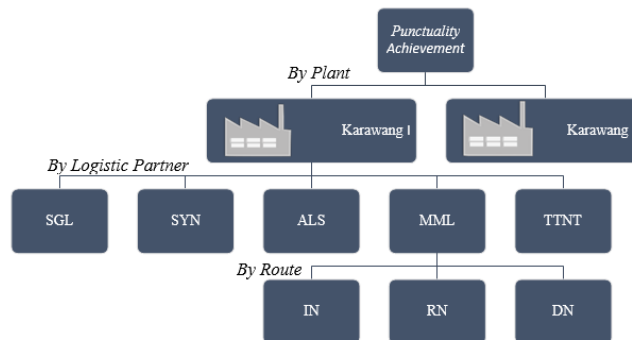 Punctuality
Achievement
By Plant
Karawang I
Karawang
By Logistic Partner
SGL
SYN
ALS
MML
TTNT
By Route
IN
RN
DN